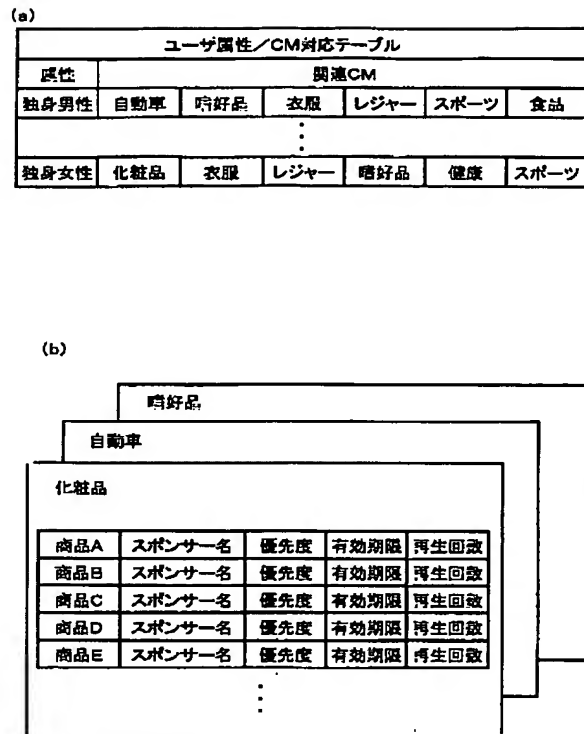 (a)
ユーザ属性／CM対応テーブル
属性 関連CM
独身男性 自動車 嗜好品 衣服 レジャー スポーツ 食品
⋮
独身女性 化粧品 衣服 レジャー 嗜好品 健康 スポーツ
(b)
嗜好品
自動車
化粧品
商品A スポンサー名 優先度 有効期限 再生回数
商品B スポンサー名 優先度 有効期限 再生回数
商品C スポンサー名 優先度 有効期限 再生回数
商品D スポンサー名 優先度 有効期限 再生回数
商品E スポンサー名 優先度 有効期限 再生回数
⋮